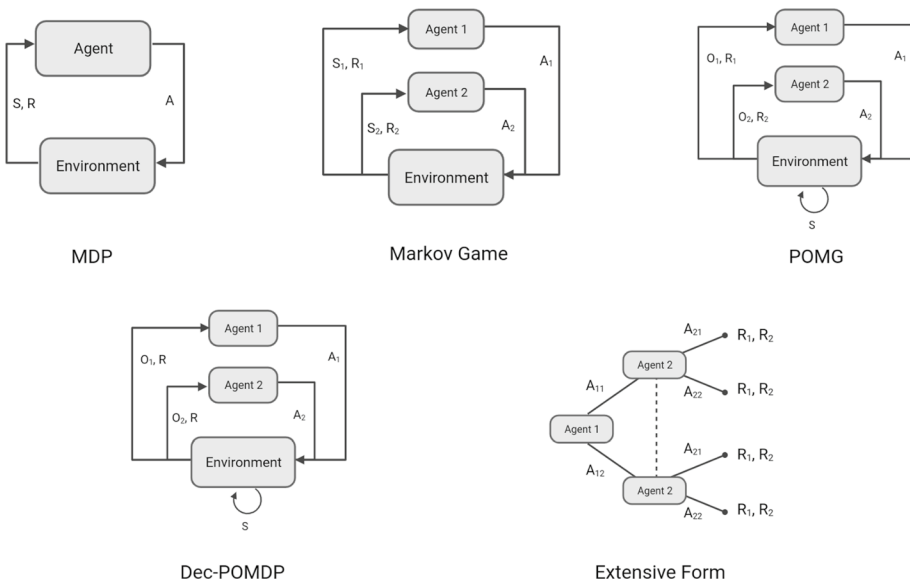 Agent
S, R
A
Environment
MDP
Agent 1
S₁, R₁
A₁
Agent 2
S₂, R₂
A₂
Environment
Markov Game
Agent 1
O₁, R₁
A₁
Agent 2
O₂, R₂
A₂
Environment
S
POMG
Agent 1
O₁, R
A₁
Agent 2
O₂, R
A₂
Environment
S
Dec-POMDP
A₂₁
R₁, R₂
Agent 2
A₁₁
A₂₂
R₁, R₂
Agent 1
A₁₂
A₂₁
R₁, R₂
Agent 2
A₂₂
R₁, R₂
Extensive Form